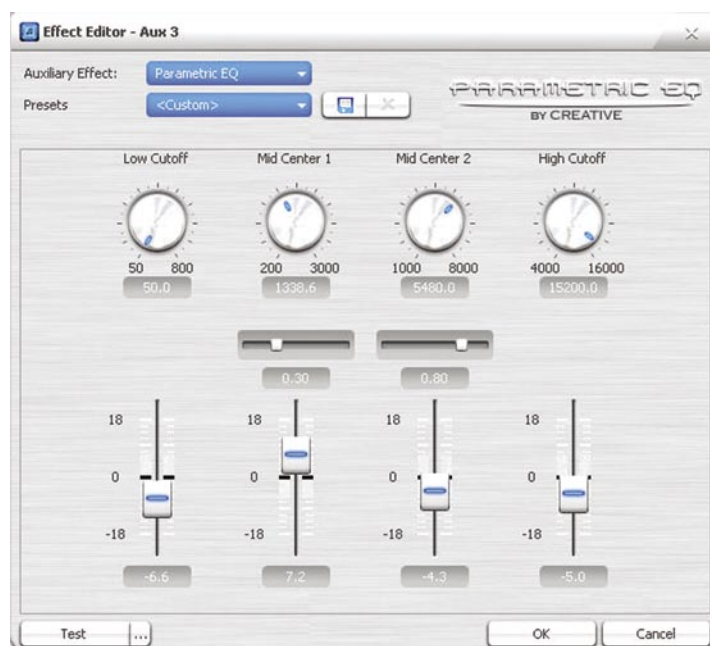 Effect Editor - Aux 3
Auxiliary Effect: Parametric EQ
Presets <Custom>
PARAMETRIC EQ
BY CREATIVE
Low Cutoff Mid Center 1 Mid Center 2 High Cutoff
50 800 200 3000 1000 8000 4000 16000
50.0 1338.6 5480.0 15200.0
0.30 0.80
18 18 18 18
0 0 0 0
-18 -18 -18 -18
-6.6 7.2 -4.3 -5.0
Test ... OK Cancel